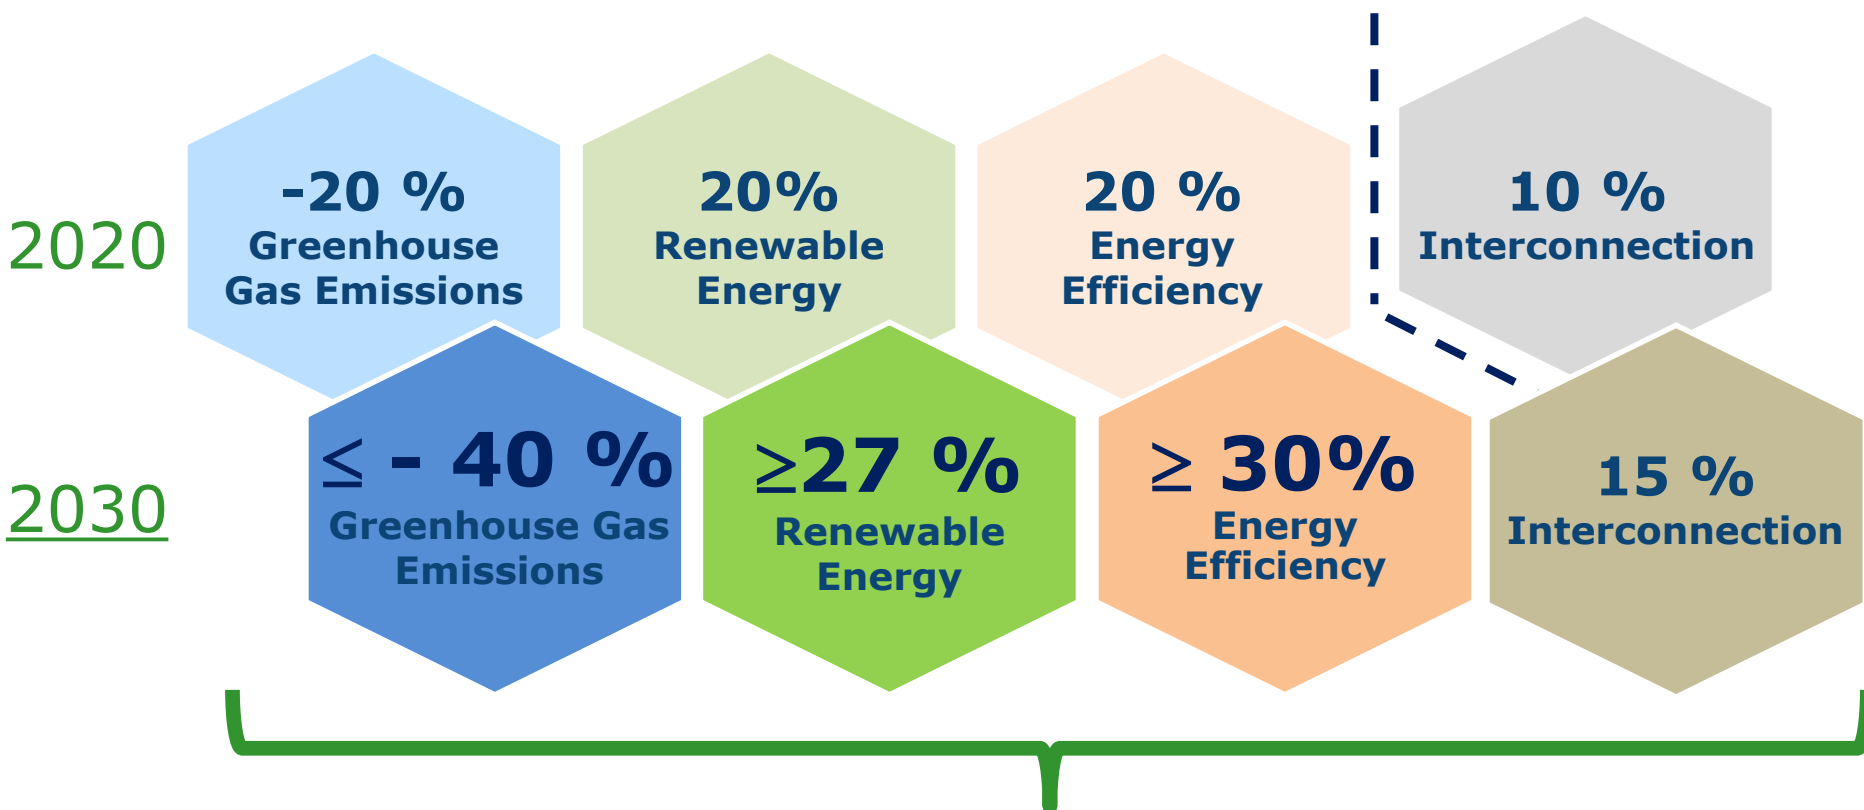 2020
-20 %
Greenhouse
Gas Emissions
20%
Renewable
Energy
20 %
Energy
Efficiency
10 %
Interconnection
2030
≤ - 40 %
Greenhouse Gas
Emissions
≥27 %
Renewable
Energy
≥ 30%
Energy
Efficiency
15 %
Interconnection